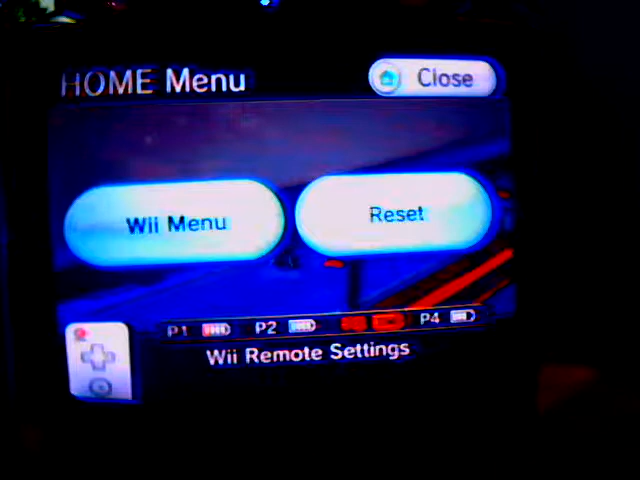 HOME Menu
Close
Wii Menu
Reset
P1 P2 P4
Wii Remote Settings